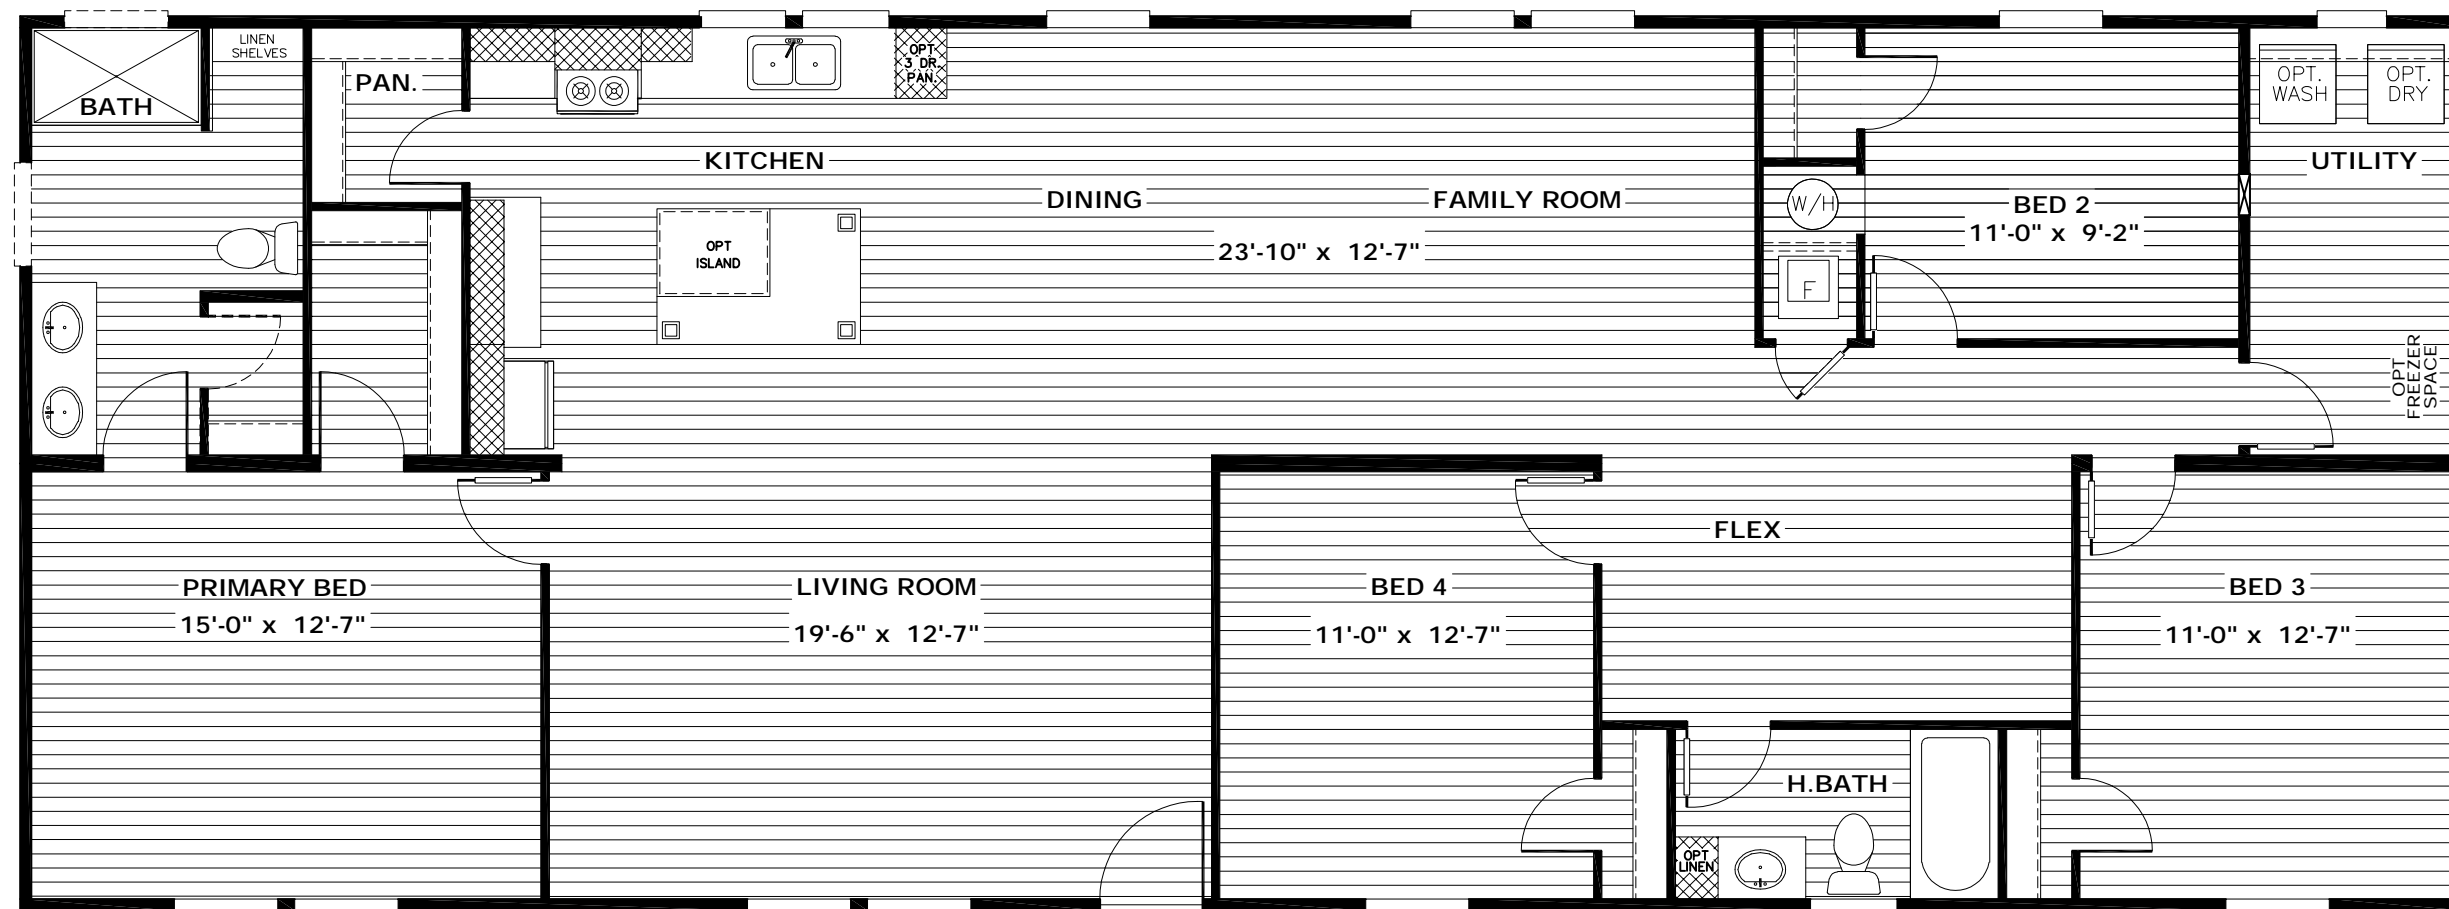 LINEN
SHELVES
BATH
PAN.
OPT
3 DR.
PAN.
OPT.
WASH
OPT.
DRY
KITCHEN
UTILITY
DINING
FAMILY ROOM
23'-10" x 12'-7"
W/H
BED 2
11'-0" x 9'-2"
OPT
ISLAND
F
OPT
FREEZER
SPACE
FLEX
PRIMARY BED
15'-0" x 12'-7"
LIVING ROOM
19'-6" x 12'-7"
BED 4
11'-0" x 12'-7"
BED 3
11'-0" x 12'-7"
H.BATH
OPT
LINEN